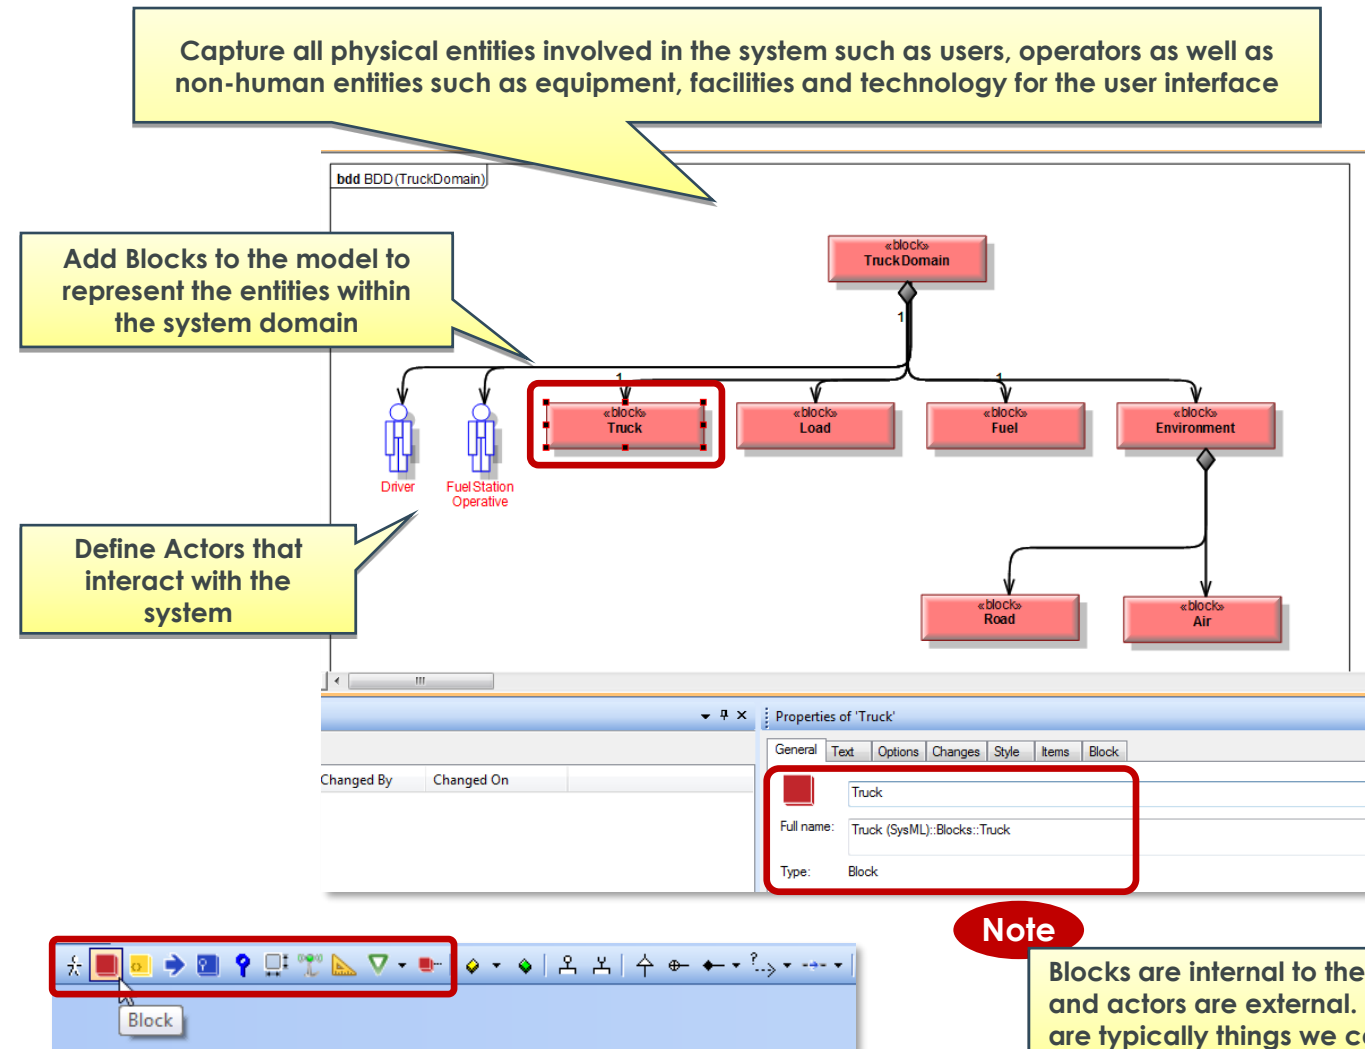 Capture all physical entities involved in the system such as users, operators as well as
non-human entities such as equipment, facilities and technology for the user interface
bdd BDD(TruckDomain)
Add Blocks to the model to
represent the entities within
the system domain
«block»
TruckDomain
1
1
1
Driver
Fuel Station
Operative
«block»
Truck
«block»
Load
«block»
Fuel
«block»
Environment
Define Actors that
interact with the
system
«block»
Road
«block»
Air
Properties of 'Truck'
General Text Options Changes Style Items Block
Changed By Changed On
Truck
Full name: Truck (SysML)::Blocks::Truck
Type: Block
Note
Block
Blocks are internal to the
and actors are external.
are typically things we